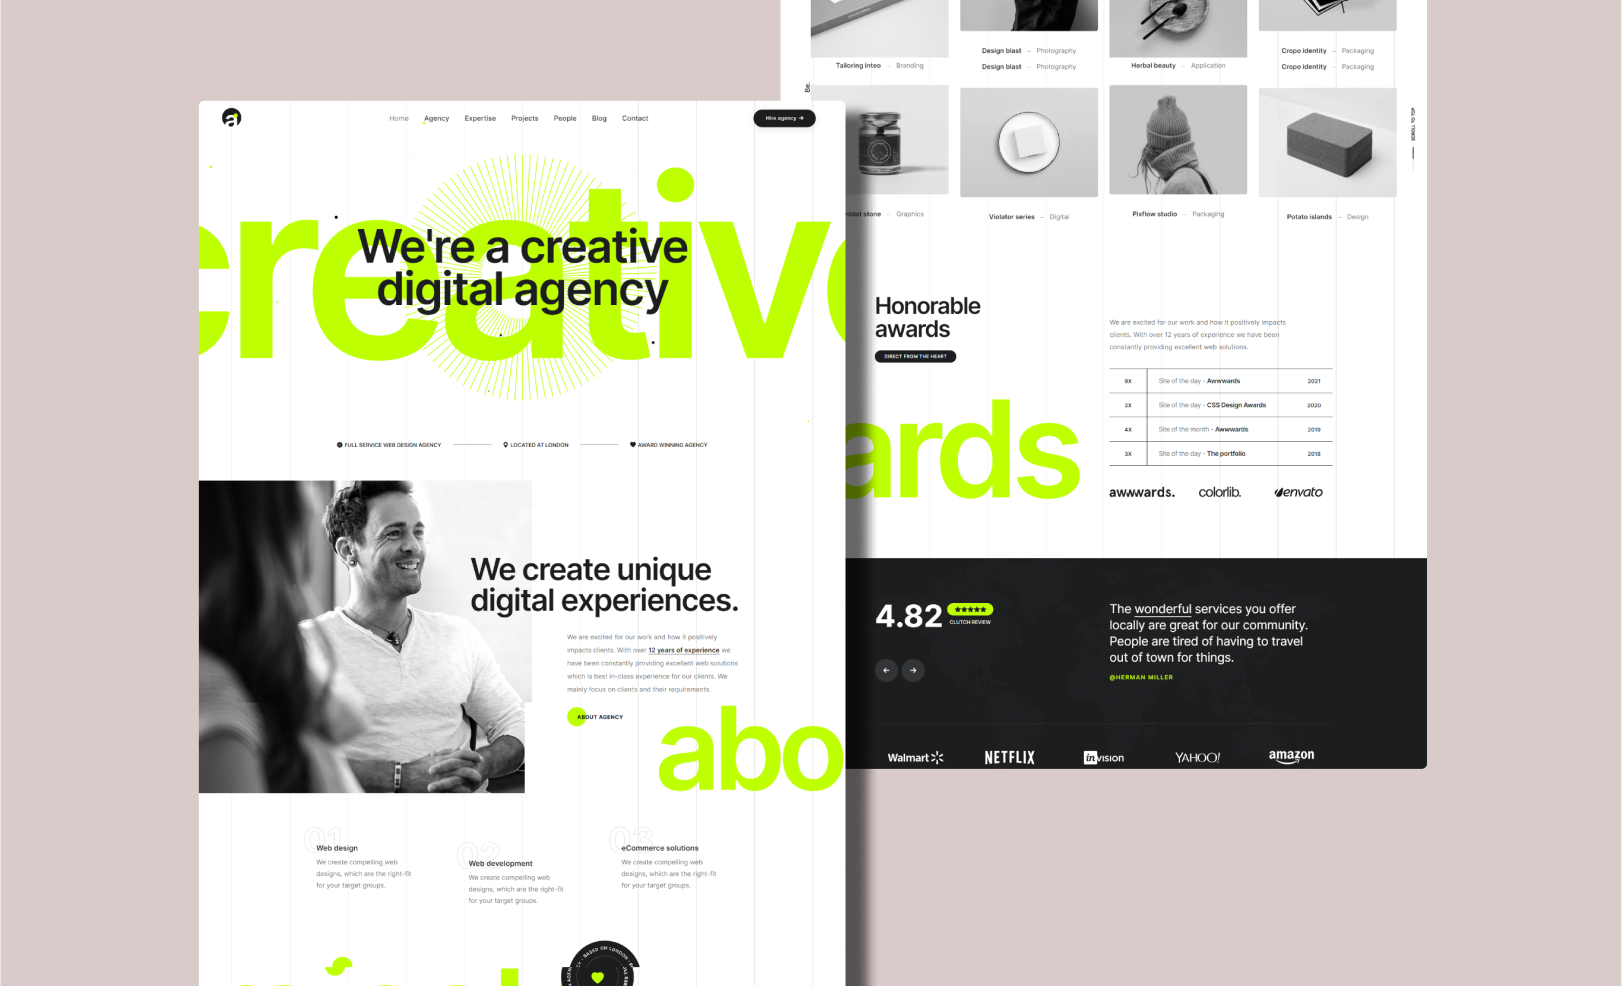 Home Agency Expertise Projects People Blog Contact
Hire agency →
creative
We're a creative
digital agency
FULL SERVICE WEB DESIGN AGENCY
LOCATED AT LONDON
AWARD WINNING AGENCY
We create unique
digital experiences.
We are excited for our work and how it positively
impacts clients. With over 12 years of experience we
have been constantly providing excellent web solutions
which is best in-class experience for our clients. We
mainly focus on clients and their requirements.
ABOUT AGENCY
abo
01
Web design
We create compelling web
designs, which are the right-fit
for your target groups.
02
Web development
We create compelling web
designs, which are the right-fit
for your target groups.
03
eCommerce solutions
We create compelling web
designs, which are the right-fit
for your target groups.
BASED ON LONDON
Tailoring inteo – Branding
Design blast – Photography
Design blast – Photography
Herbal beauty – Application
Cropo identity – Packaging
Cropo identity – Packaging
Be.
SCROLL TO TOP
stone – Graphics
Violator series – Digital
Pixflow studio – Packaging
Potato islands – Design
Honorable
awards
DIRECT FROM THE HEART
ards
We are excited for our work and how it positively impacts
clients. With over 12 years of experience we have been
constantly providing excellent web solutions.
9X Site of the day - Awwwards 2021
2X Site of the day - CSS Design Awards 2020
4X Site of the month - Awwwards 2019
3X Site of the day - The portfolio 2018
awwwards. colorlib. envato
4.82
CLUTCH REVIEW
The wonderful services you offer
locally are great for our community.
People are tired of having to travel
out of town for things.
@HERMAN MILLER
Walmart NETFLIX invision YAHOO! amazon